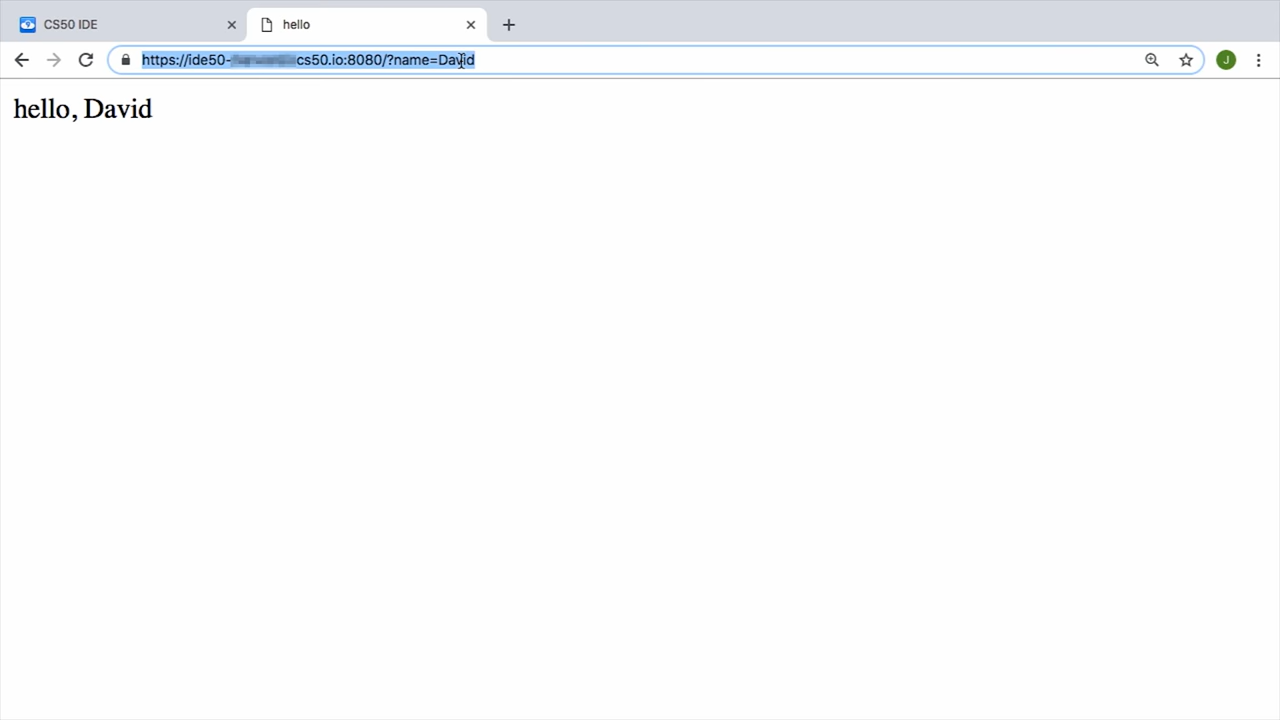 CS50 IDE
hello
https://ide50-
cs50.io:8080/?name=David
J
hello, David